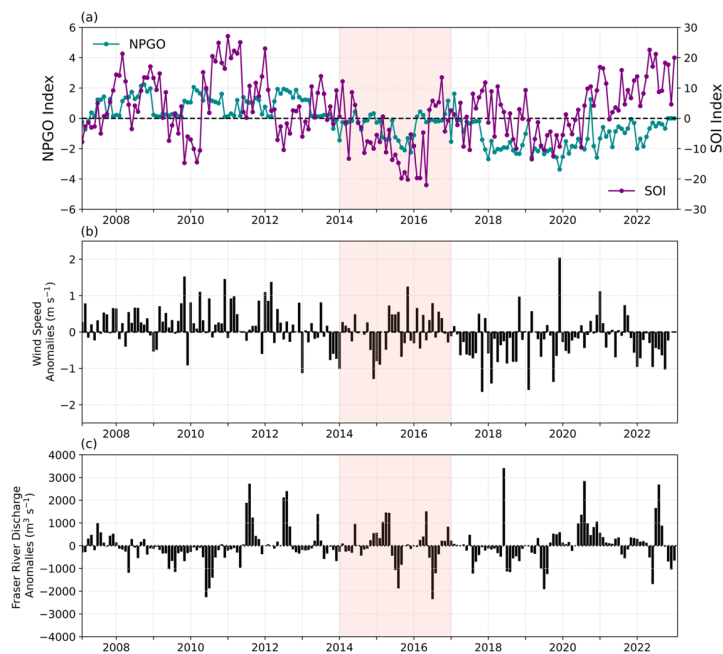 (a)
NPGO
SOI
NPGO Index
SOI Index
6
4
2
0
−2
−4
−6
30
20
10
0
−10
−20
−30
2008 2010 2012 2014 2016 2018 2020 2022
(b)
Wind Speed
Anomalies (m s⁻¹)
2
1
0
−1
−2
2008 2010 2012 2014 2016 2018 2020 2022
(c)
Fraser River Discharge
Anomalies (m³ s⁻¹)
4000
3000
2000
1000
0
−1000
−2000
−3000
−4000
2008 2010 2012 2014 2016 2018 2020 2022